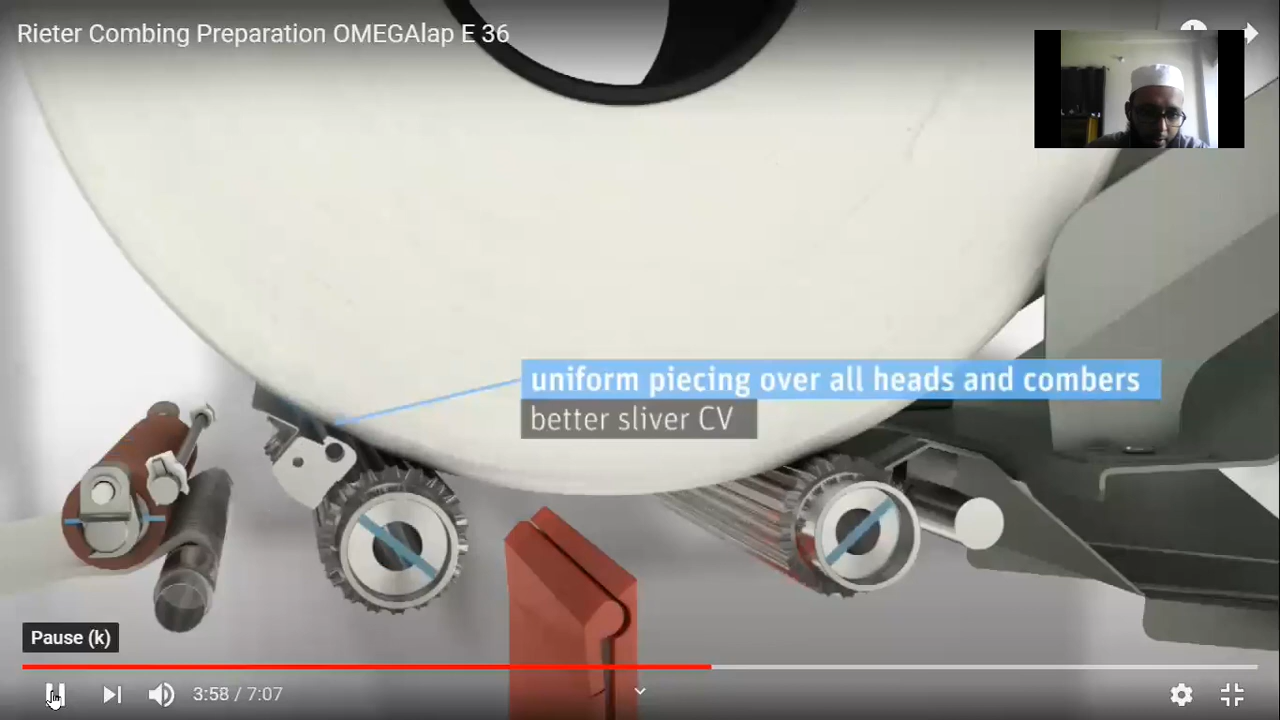 Rieter Combing Preparation OMEGAlap E 36
uniform piecing over all heads and combers
better sliver CV
Pause (k)
3:58 / 7:07